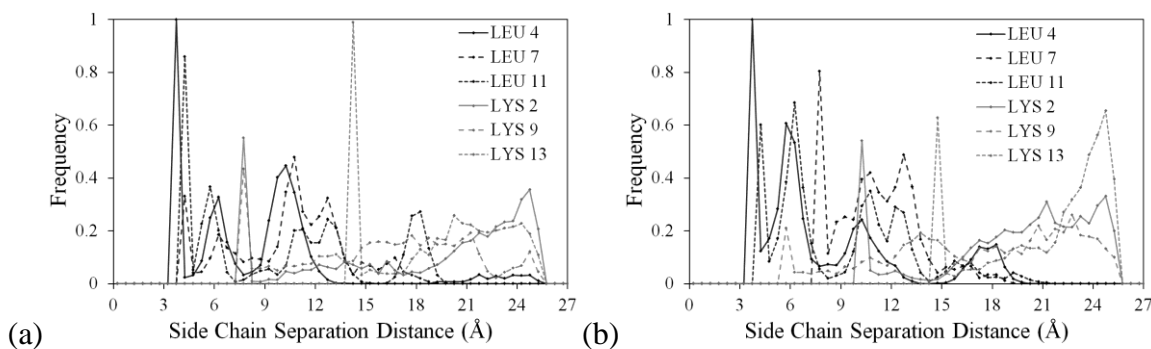 1
0.8
0.6
0.4
0.2
0
Frequency
LEU 4
LEU 7
LEU 11
LYS 2
LYS 9
LYS 13
0 3 6 9 12 15 18 21 24 27
(a) Side Chain Separation Distance (Å)
1
0.8
0.6
0.4
0.2
0
Frequency
LEU 4
LEU 7
LEU 11
LYS 2
LYS 9
LYS 13
0 3 6 9 12 15 18 21 24 27
(b) Side Chain Separation Distance (Å)